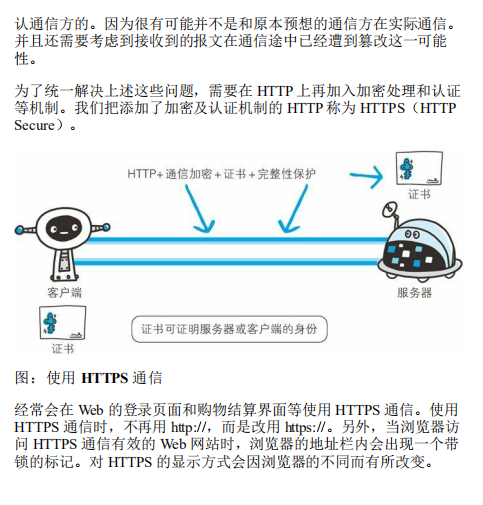 认通信方的。因为很有可能并不是和原本预想的通信方在实际通信。
并且还需要考虑到接收到的报文在通信途中已经遭到篡改这一可能
性。
为了统一解决上述这些问题，需要在 HTTP 上再加入加密处理和认证
等机制。我们把添加了加密及认证机制的 HTTP 称为 HTTPS（HTTP
Secure）。
HTTP+通信加密+证书+完整性保护
证书
客户端
服务器
证书
证书可证明服务器或客户端的身份
图：使用 HTTPS 通信
经常会在 Web 的登录页面和购物结算界面等使用 HTTPS 通信。使用
HTTPS 通信时，不再用 http://，而是改用 https://。另外，当浏览器访
问 HTTPS 通信有效的 Web 网站时，浏览器的地址栏内会出现一个带
锁的标记。对 HTTPS 的显示方式会因浏览器的不同而有所改变。